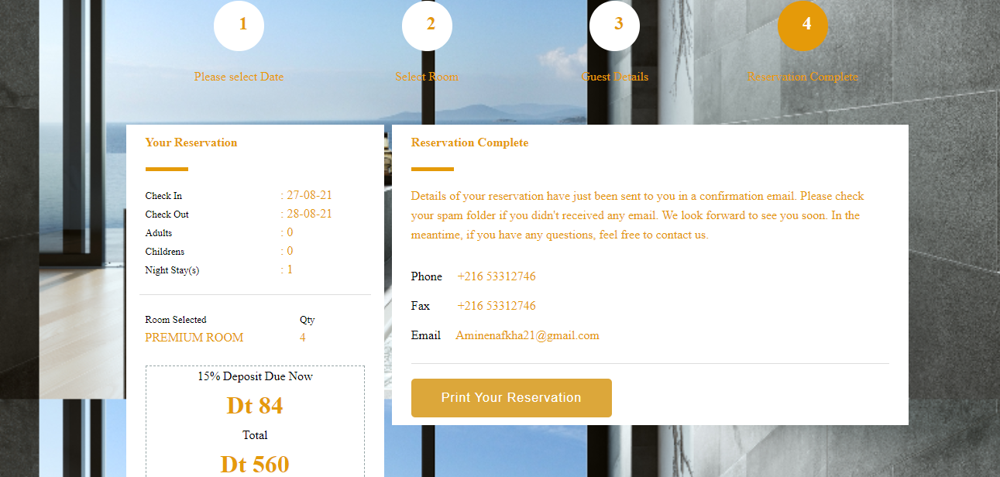 1 2 3 4
Please select Date Select Room Guest Details Reservation Complete
Your Reservation
Check In : 27-08-21
Check Out : 28-08-21
Adults : 0
Childrens : 0
Night Stay(s) : 1
Room Selected Qty
PREMIUM ROOM 4
15% Deposit Due Now
Dt 84
Total
Dt 560
Reservation Complete
Details of your reservation have just been sent to you in a confirmation email. Please check
your spam folder if you didn't received any email. We look forward to see you soon. In the
meantime, if you have any questions, feel free to contact us.
Phone +216 53312746
Fax +216 53312746
Email Aminenafkha21@gmail.com
Print Your Reservation